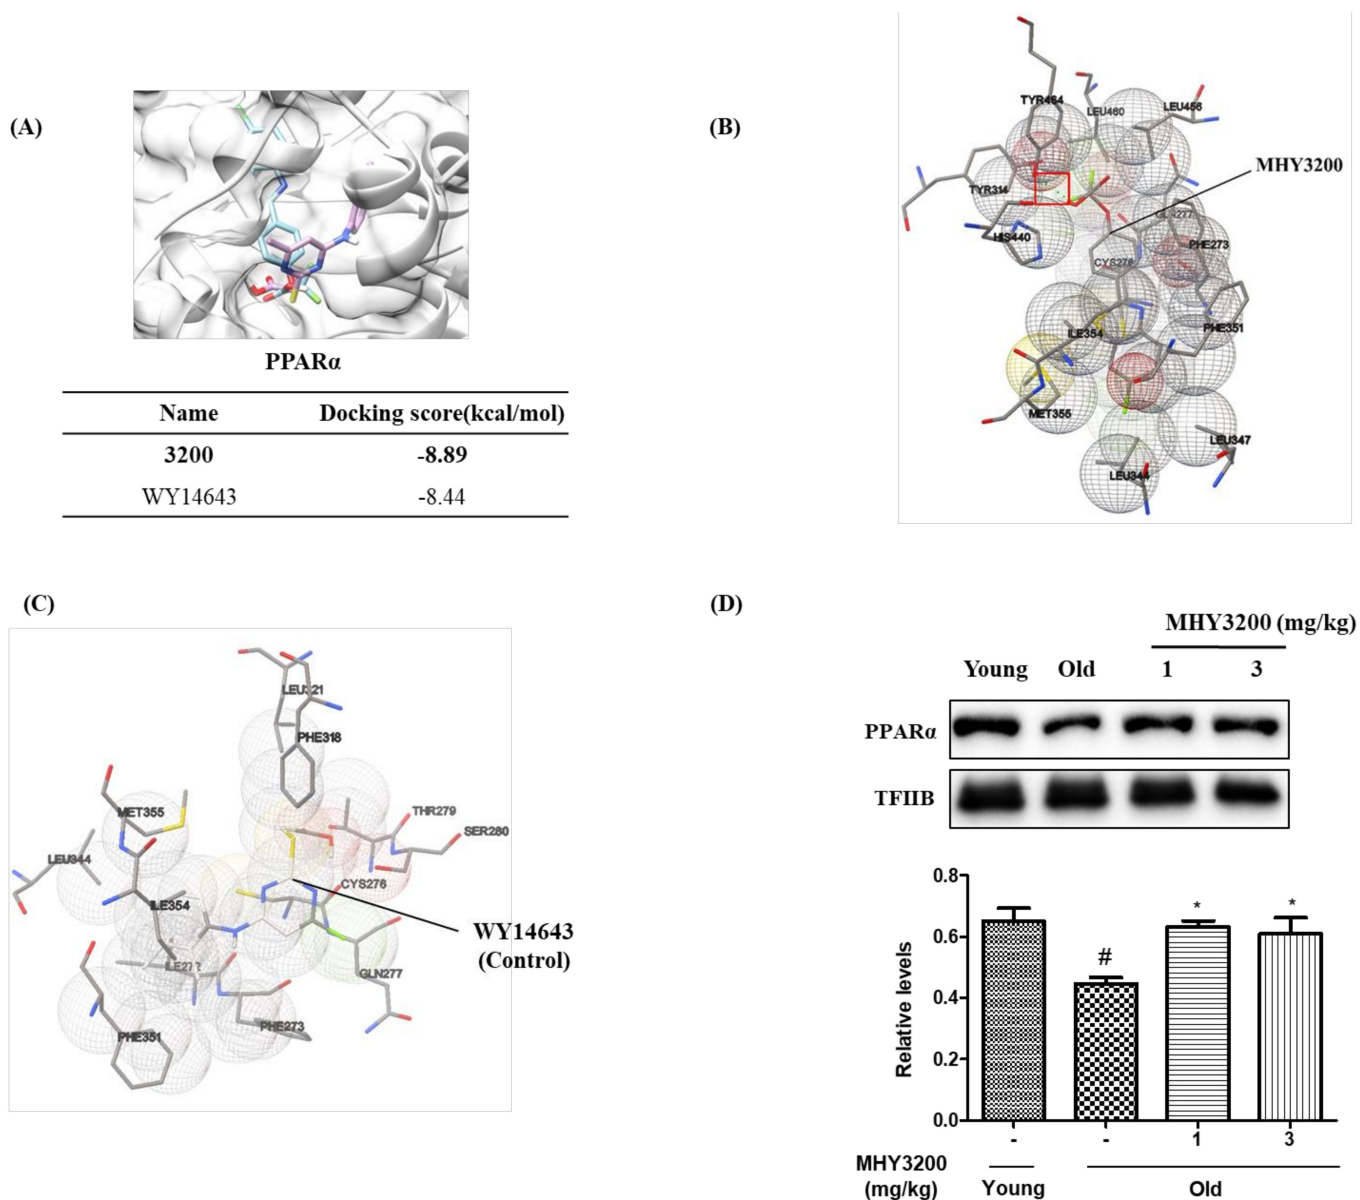 (A)
PPARα
Name Docking score(kcal/mol)
3200 -8.89
WY14643 -8.44
(B)
TYR464
LEU460
LEU456
MHY3200
TYR314
HIS440
PHE273
CYS276
ILE354
PHE351
MET355
LEU347
LEU344
(C)
LEU321
PHE318
MET355
THR279
SER280
LEU344
CYS276
ILE354
WY14643
(Control)
ILE272
GLN277
PHE273
PHE351
(D)
MHY3200 (mg/kg)
Young Old 1 3
PPARα
TFIIB
Relative levels
0.8
0.6
0.4
0.2
0.0
#
*
*
- - 1 3
MHY3200
(mg/kg)
Young Old